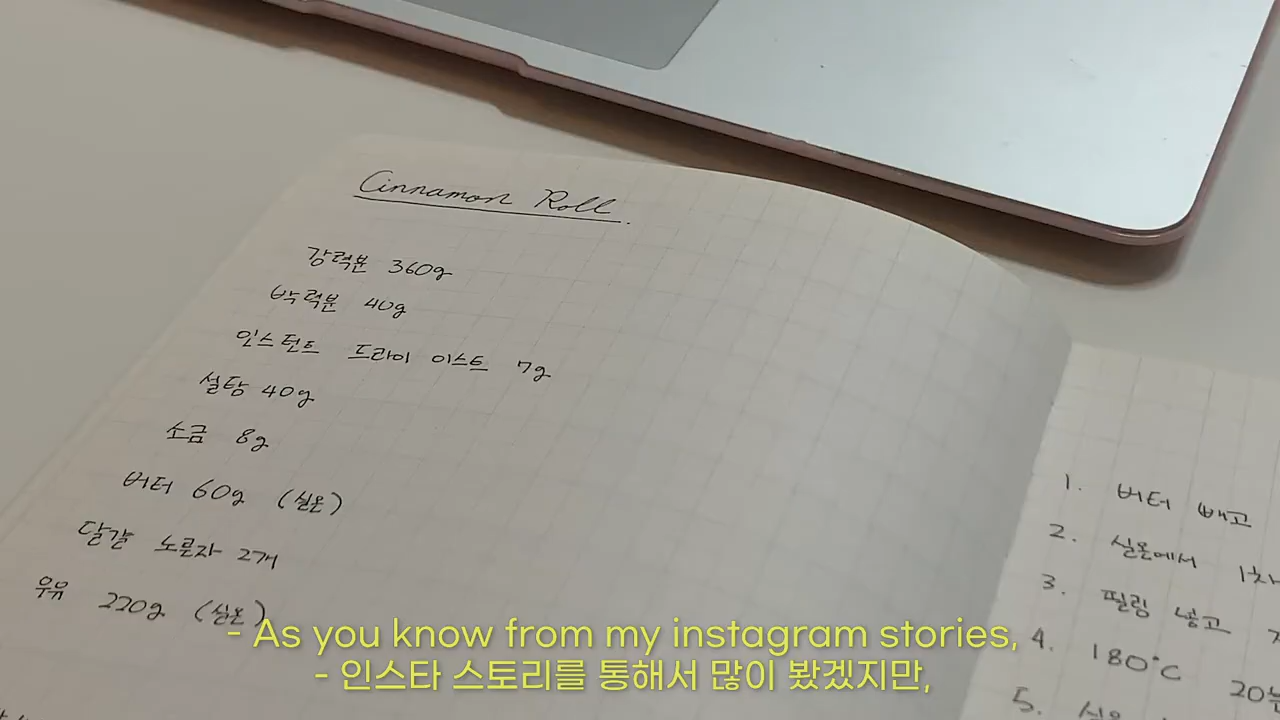 Cinnamon Roll.
강력분 360g
박력분 40g
인스턴트 드라이 이스트 7g
설탕 40g
소금 8g
버터 60g (실온)
달걀 노른자 2개
우유 220g (실온)
1. 버터 빼고
2. 실온에서 1차
3. 필링 넣고
4. 180°C 20분
5. 실온
- As you know from my instagram stories,
- 인스타 스토리를 통해서 많이 봤겠지만,